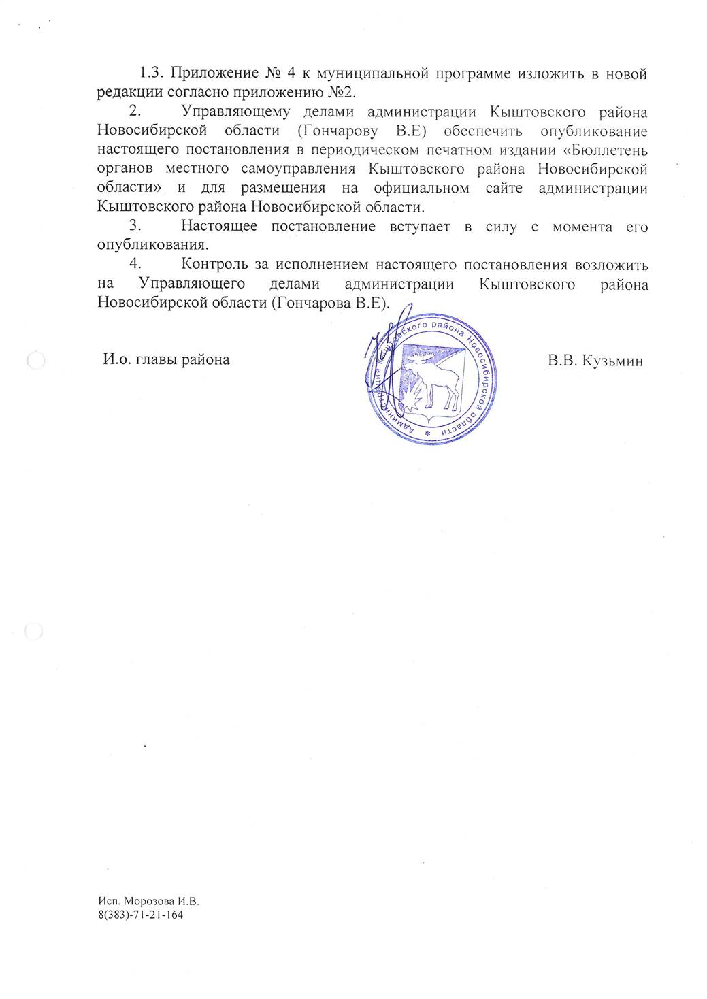 1.3. Приложение № 4 к муниципальной программе изложить в новой
редакции согласно приложению №2.
2. Управляющему делами администрации Кыштовского района
Новосибирской области (Гончарову В.Е) обеспечить опубликование
настоящего постановления в периодическом печатном издании «Бюллетень
органов местного самоуправления Кыштовского района Новосибирской
области» и для размещения на официальном сайте администрации
Кыштовского района Новосибирской области.
3. Настоящее постановление вступает в силу с момента его
опубликования.
4. Контроль за исполнением настоящего постановления возложить
на Управляющего делами администрации Кыштовского района
Новосибирской области (Гончарова В.Е).
И.о. главы района В.В. Кузьмин
Администрация Кыштовского района Новосибирской области *
Исп. Морозова И.В.
8(383)-71-21-164